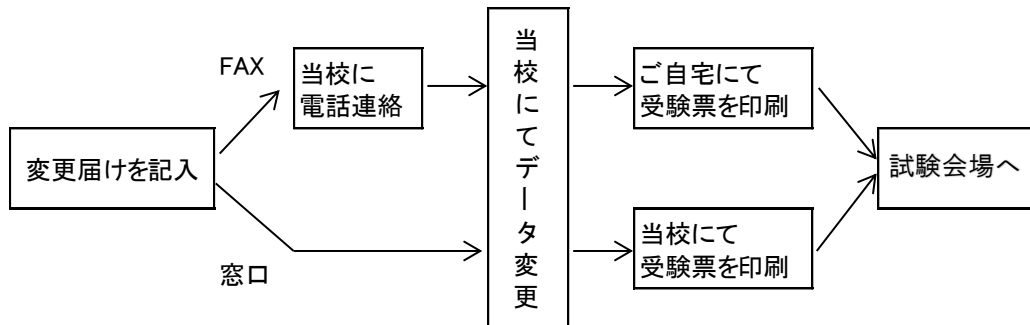 変更届けを記入
FAX
当校に
電話連絡
窓口
当校にてデータ変更
ご自宅にて
受験票を印刷
当校にて
受験票を印刷
試験会場へ